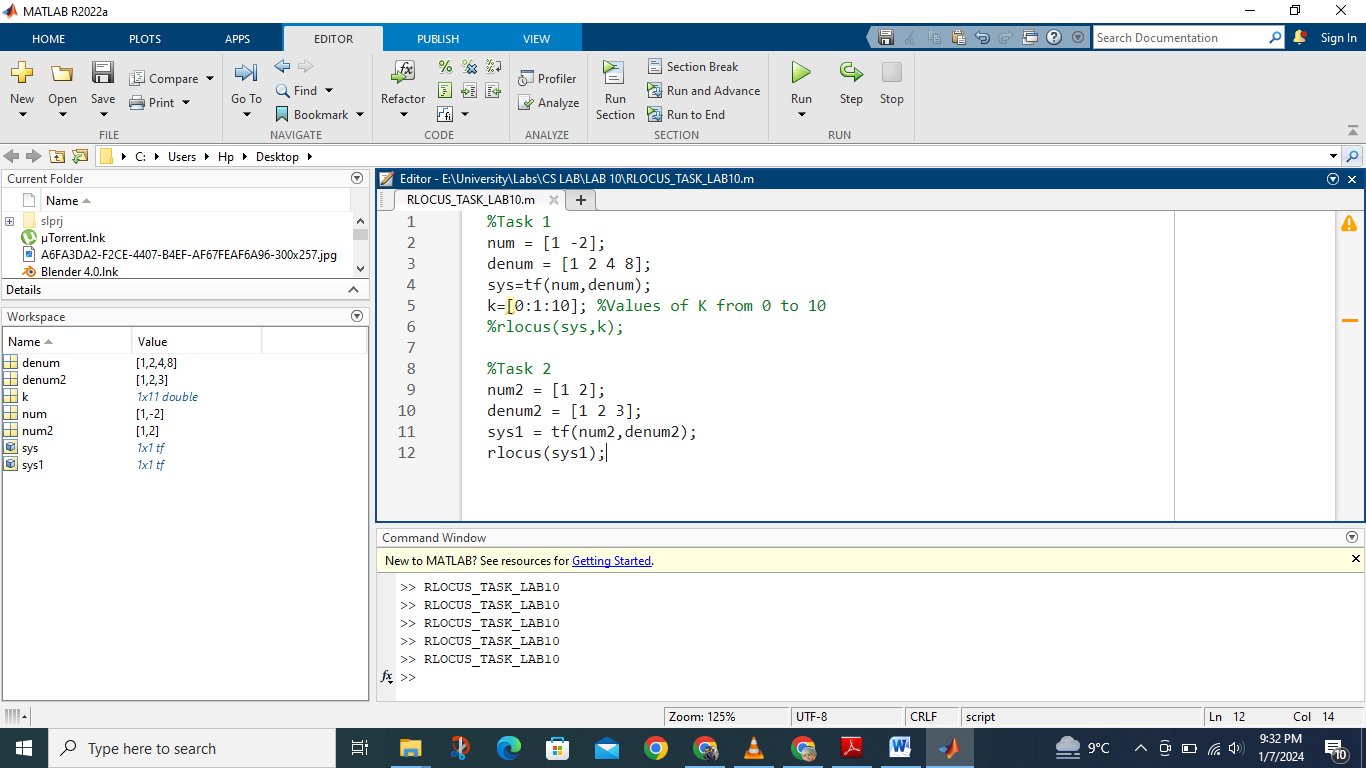 MATLAB R2022a
HOME PLOTS APPS EDITOR PUBLISH VIEW Search Documentation Sign In
New Open Save Compare Print Go To Find Bookmark Refactor Profiler Analyze Run Section Section Break Run and Advance Run to End Run Step Stop
FILE NAVIGATE CODE ANALYZE SECTION RUN
C: Users Hp Desktop
Current Folder
Name
slprj
µTorrent.lnk
A6FA3DA2-F2CE-4407-B4EF-AF67FEAF6A96-300x257.jpg
Blender 4.0.lnk
Details
Workspace
Name Value
denum [1,2,4,8]
denum2 [1,2,3]
k 1x11 double
num [1,-2]
num2 [1,2]
sys 1x1 tf
sys1 1x1 tf
Editor - E:\University\Labs\CS LAB\LAB 10\RLOCUS_TASK_LAB10.m
RLOCUS_TASK_LAB10.m
1 %Task 1
2 num = [1 -2];
3 denum = [1 2 4 8];
4 sys=tf(num,denum);
5 k=[0:1:10]; %Values of K from 0 to 10
6 %rlocus(sys,k);
7
8 %Task 2
9 num2 = [1 2];
10 denum2 = [1 2 3];
11 sys1 = tf(num2,denum2);
12 rlocus(sys1);
Command Window
New to MATLAB? See resources for Getting Started.
>> RLOCUS_TASK_LAB10
>> RLOCUS_TASK_LAB10
>> RLOCUS_TASK_LAB10
>> RLOCUS_TASK_LAB10
>> RLOCUS_TASK_LAB10
fx >>
Zoom: 125% UTF-8 CRLF script Ln 12 Col 14
Type here to search 9°C 9:32 PM
1/7/2024 10